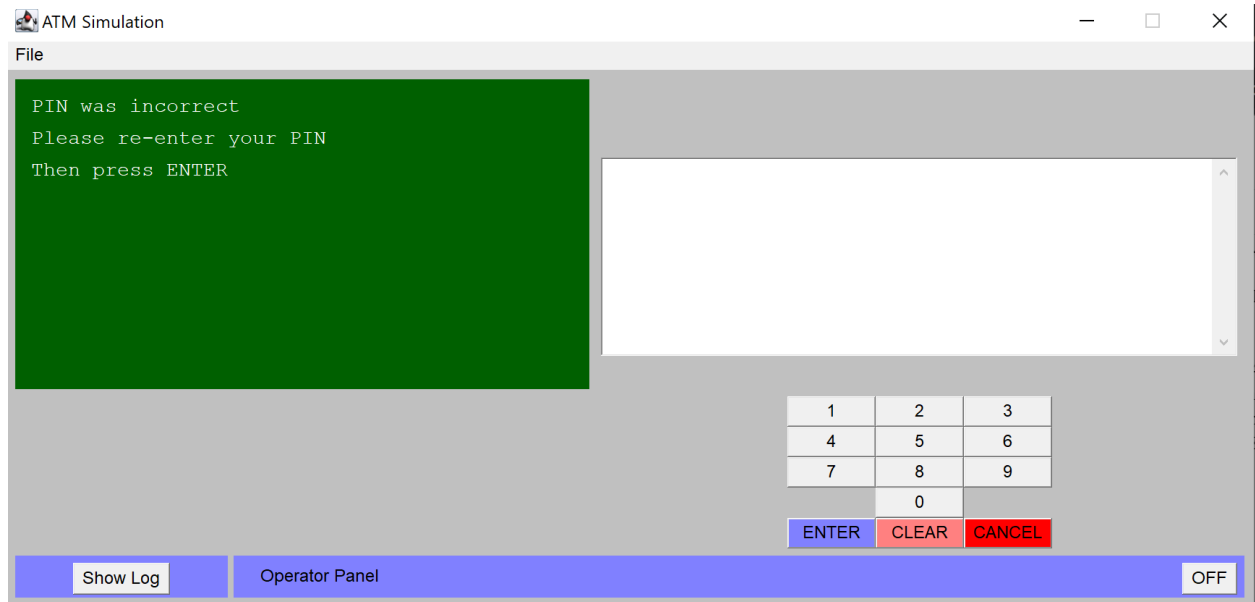 ATM Simulation
File
PIN was incorrect
Please re-enter your PIN
Then press ENTER
1 2 3
4 5 6
7 8 9
0
ENTER CLEAR CANCEL
Show Log Operator Panel OFF